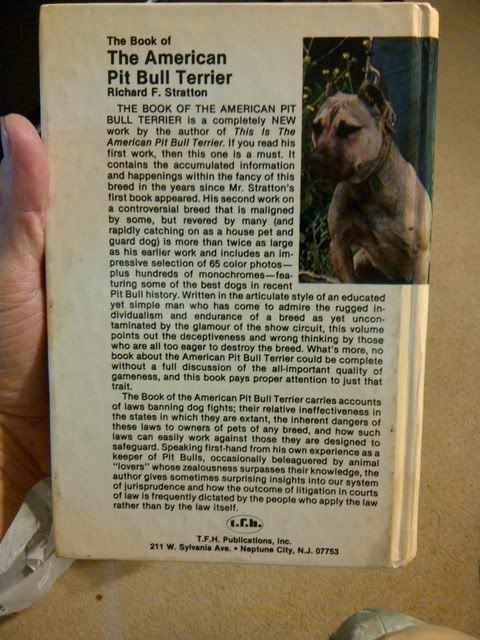 The Book of
The American
Pit Bull Terrier
Richard F. Stratton
THE BOOK OF THE AMERICAN PIT
BULL TERRIER is a completely NEW
work by the author of This Is The
American Pit Bull Terrier. If you read his
first work, then this one is a must. It
contains the accumulated information
and happenings within the fancy of this
breed in the years since Mr. Stratton's
first book appeared. His second work on
a controversial breed that is maligned
by some, but revered by many (and
rapidly catching on as a house pet and
guard dog) is more than twice as large
as his earlier work and includes an im-
pressive selection of 65 color photos—
plus hundreds of monochromes—fea-
turing some of the best dogs in recent
Pit Bull history. Written in the articulate style of an educated
yet simple man who has come to admire the rugged in-
dividualism and endurance of a breed as yet uncon-
taminated by the glamour of the show circuit, this volume
points out the deceptiveness and wrong thinking by those
who are all too eager to destroy the breed. What's more, no
book about the American Pit Bull Terrier could be complete
without a full discussion of the all-important quality of
gameness, and this book pays proper attention to just that
trait.
The Book of the American Pit Bull Terrier carries accounts
of laws banning dog fights; their relative ineffectiveness in
the states in which they are extant, the inherent dangers of
these laws to owners of pets of any breed, and how such
laws can easily work against those they are designed to
safeguard. Speaking first-hand from his own experience as a
keeper of Pit Bulls, occasionally beleaguered by animal
"lovers" whose zealousness surpasses their knowledge, the
author gives sometimes surprising insights into our system
of jurisprudence and how the outcome of litigation in courts
of law is frequently dictated by the people who apply the law
rather than by the law itself.
t.f.h.
T.F.H. Publications, Inc.
211 W. Sylvania Ave. • Neptune City, N.J. 07753